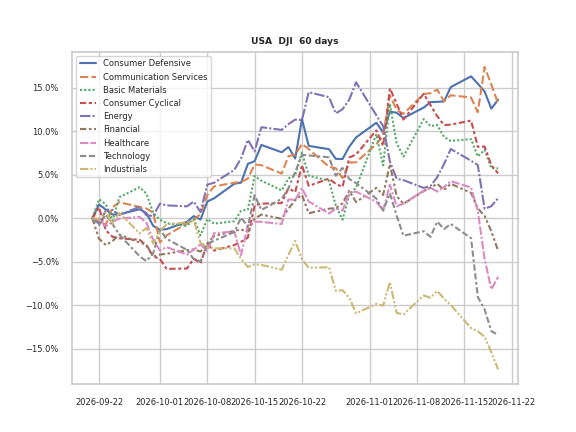 USA DJI 60 days
Consumer Defensive
Communication Services
Basic Materials
Consumer Cyclical
Energy
Financial
Healthcare
Technology
Industrials
15.0%
10.0%
5.0%
0.0%
−5.0%
−10.0%
−15.0%
2026-09-22 2026-10-01 2026-10-08 2026-10-15 2026-10-22 2026-11-01 2026-11-08 2026-11-15 2026-11-22